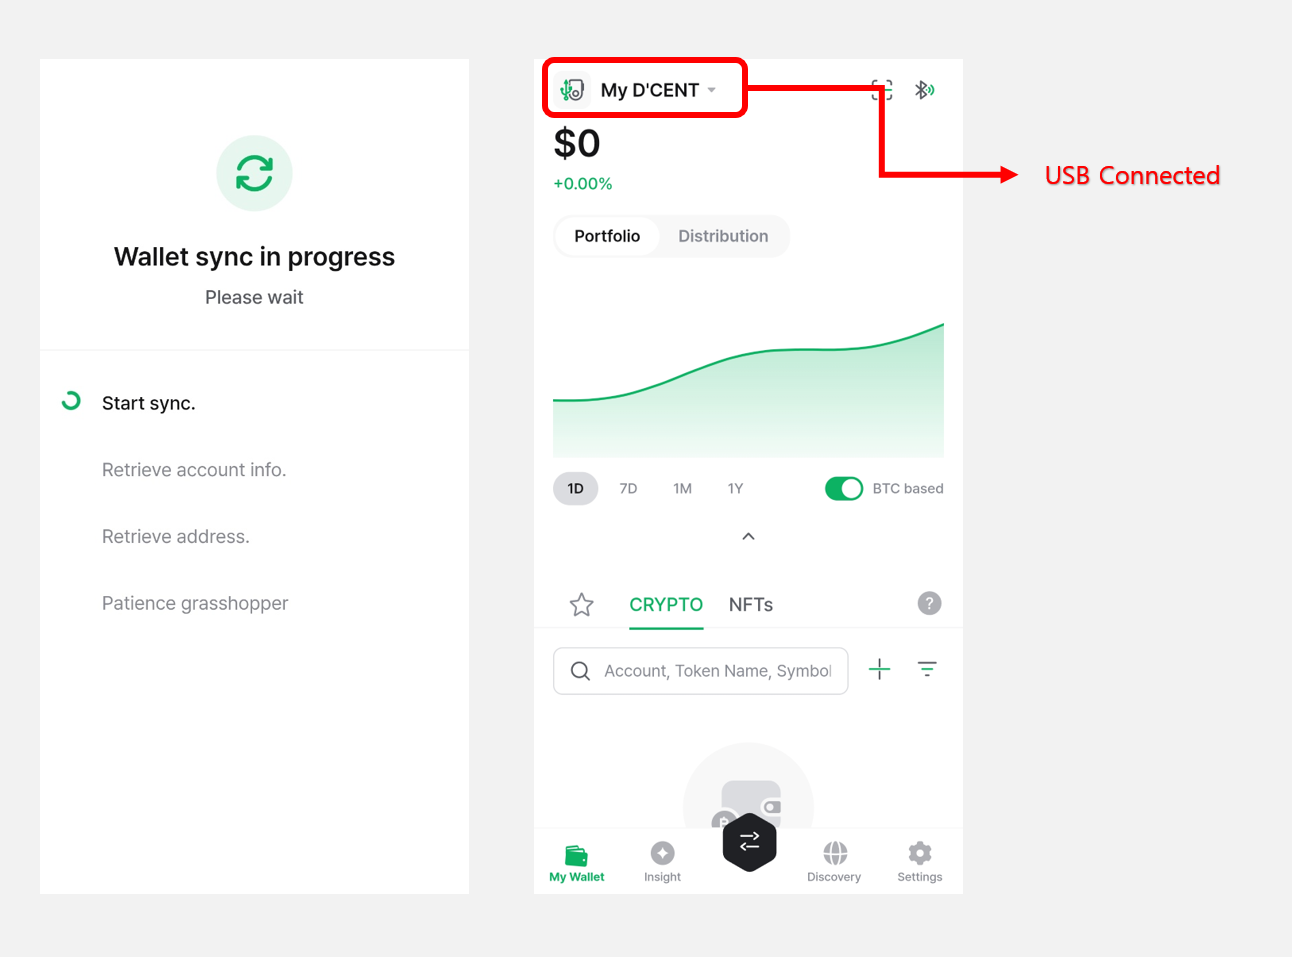 Wallet sync in progress
Please wait
Start sync.
Retrieve account info.
Retrieve address.
Patience grasshopper
My D'CENT
$0
+0.00%
Portfolio
Distribution
1D
7D
1M
1Y
BTC based
CRYPTO
NFTs
?
Account, Token Name, Symbol
My Wallet
Insight
Discovery
Settings
USB Connected